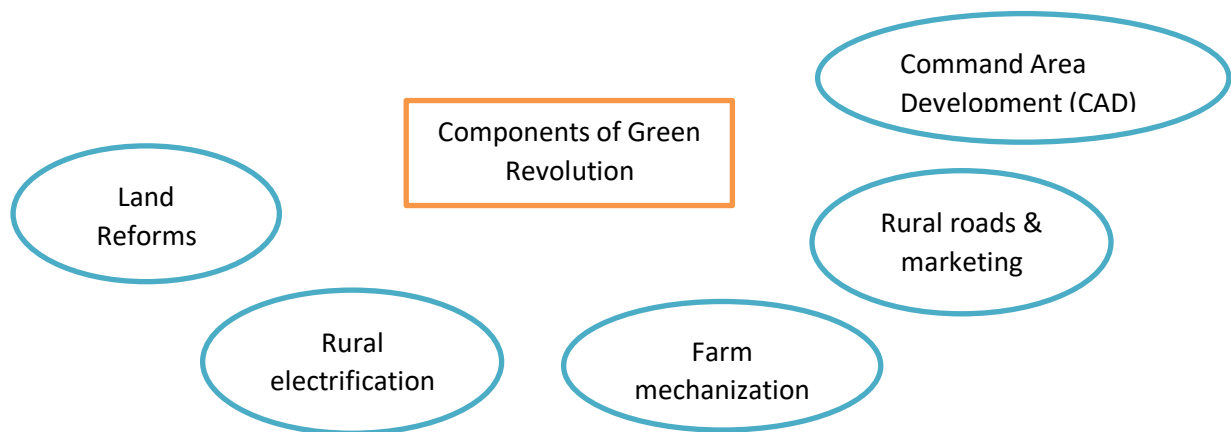 Command Area
Development (CAD)
Components of Green
Revolution
Land
Reforms
Rural roads &
marketing
Rural
electrification
Farm
mechanization